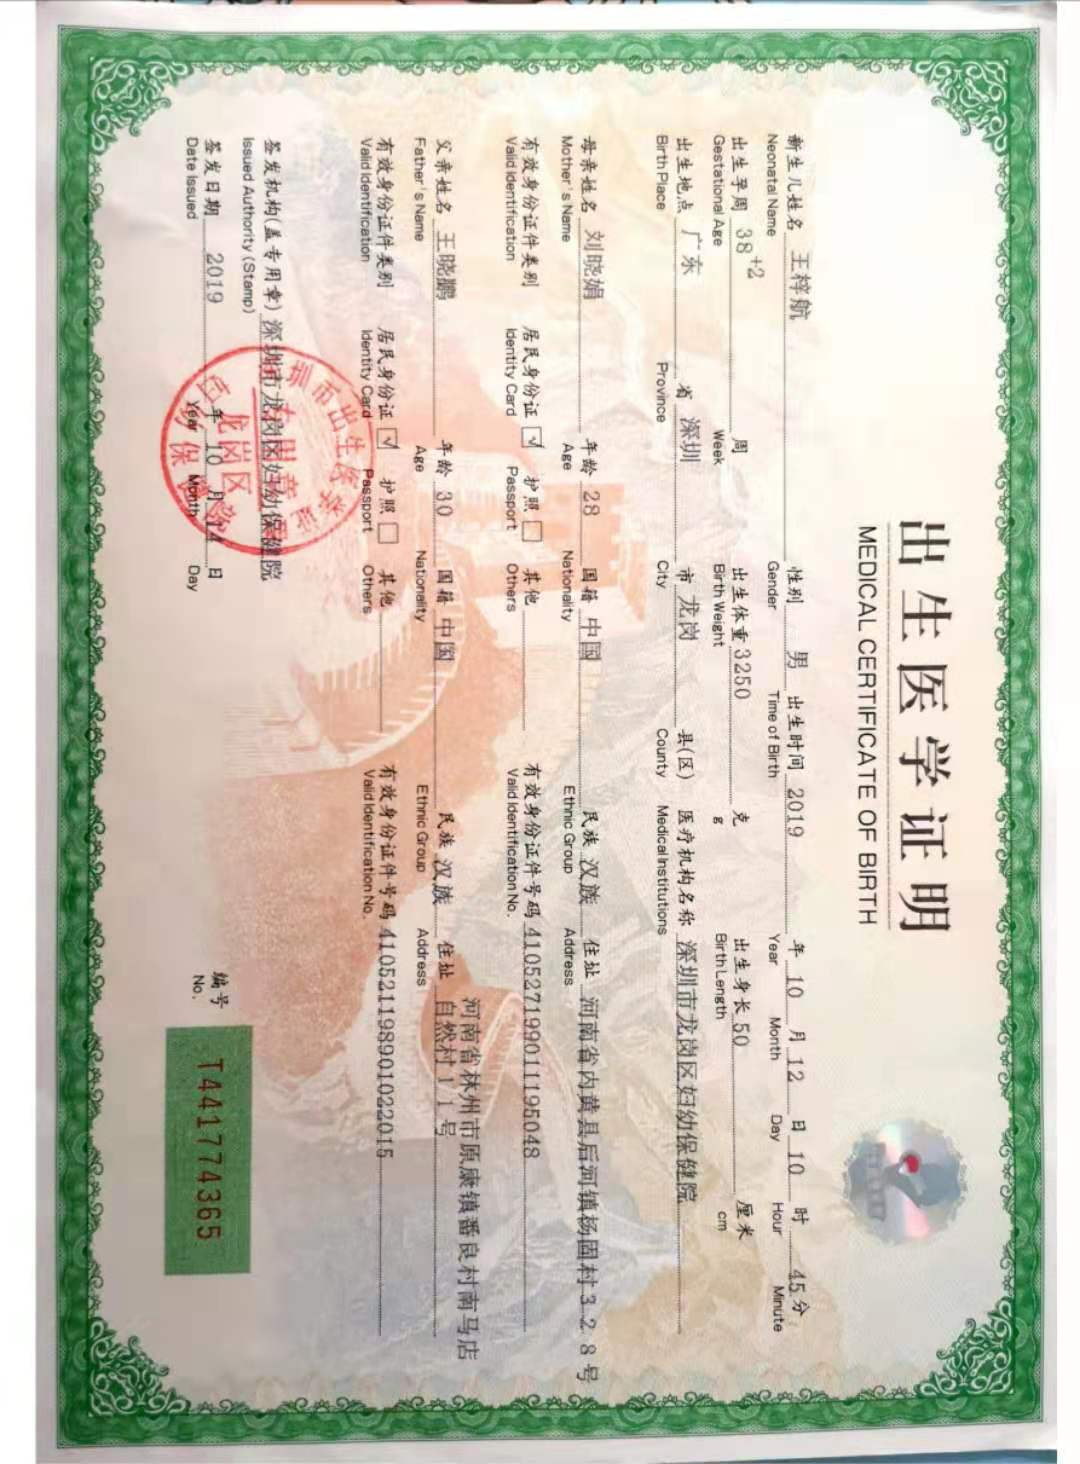 出生医学证明
MEDICAL CERTIFICATE OF BIRTH
新生儿姓名 王梓航 性别 男 出生时间 2019 年 10 月 12 日 10 时 45 分
Neonatal Name Gender Time of Birth Year Month Day Hour Minute
出生孕周 38+2 周 出生体重 3250 克 出生身长 50 厘米
Gestational Age Week Birth Weight g Birth Length cm
出生地点 广东 省 深圳 市 龙岗 县(区) 医疗机构名称 深圳市龙岗区妇幼保健院
Birth Place Province City County Medical Institutions
母亲姓名 刘晓娟 年龄 28 国籍 中国 民族 汉族 住址 河南省内黄县后河镇杨固村328号
Mother's Name Age Nationality Ethnic Group Address
有效身份证件类别 居民身份证 ☑ 护照 □ 其他 有效身份证件号码 410527199011195048
Valid Identification Identity Card Passport Others Valid Identification No.
父亲姓名 王晓鹏 年龄 30 国籍 中国 民族 汉族 住址 河南省林州市原康镇番良村南马店
自然村11号
Father's Name Age Nationality Ethnic Group Address
有效身份证件类别 居民身份证 ☑ 护照 □ 其他 有效身份证件号码 410521198901022015
Valid Identification Identity Card Passport Others Valid Identification No.
签发机构(盖专用章) 深圳市龙岗区妇幼保健院
Issued Authority (Stamp)
签发日期 2019 年 10 月 14 日
Date Issued Year Month Day
编号 T441774365
No.